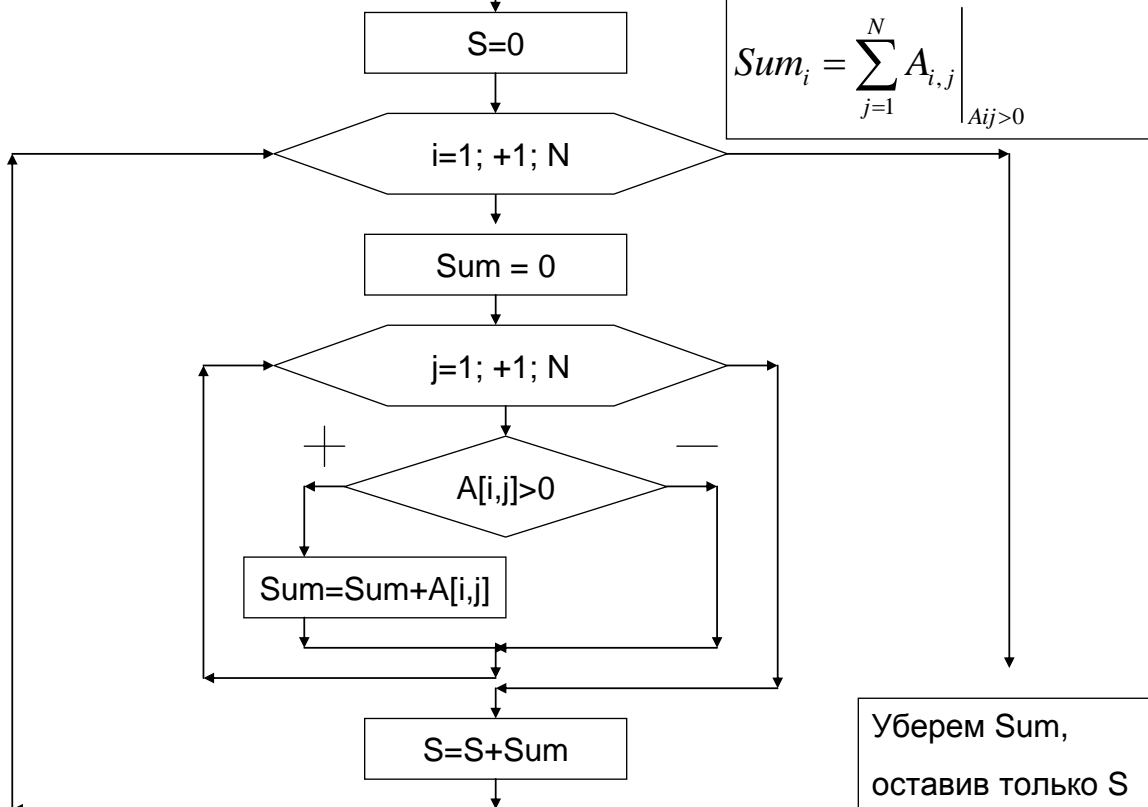 S=0
Sum_i = \sum_{j=1}^{N} A_{i,j} |_{Aij>0}
i=1; +1; N
Sum = 0
j=1; +1; N
+ —
A[i,j]>0
Sum=Sum+A[i,j]
S=S+Sum
Уберем Sum,
оставив только S